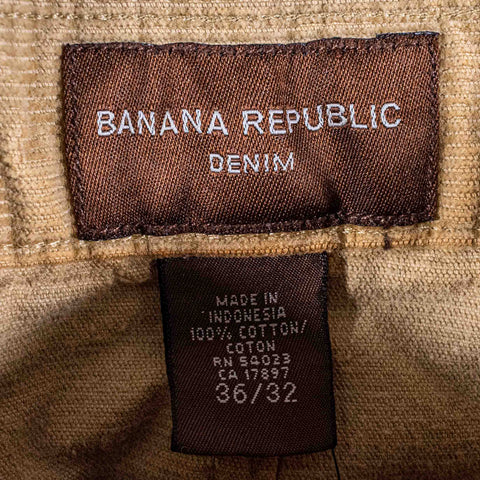 BANANA REPUBLIC
DENIM
MADE IN
INDONESIA
100% COTTON/
COTON
RN 54023
CA 17897
36/32